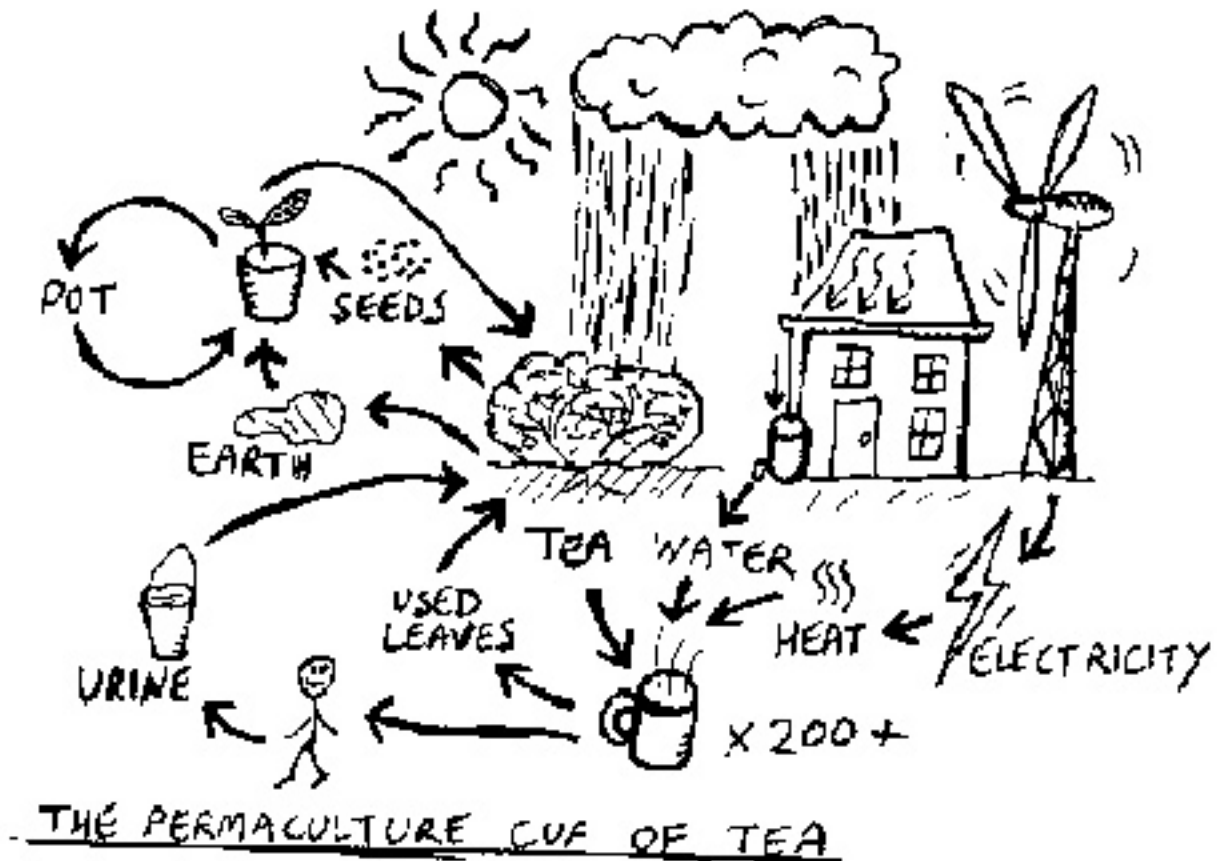 POT
SEEDS
EARTH
TEA
WATER
USED
LEAVES
HEAT
ELECTRICITY
URINE
X 200 +
THE PERMACULTURE CUP OF TEA